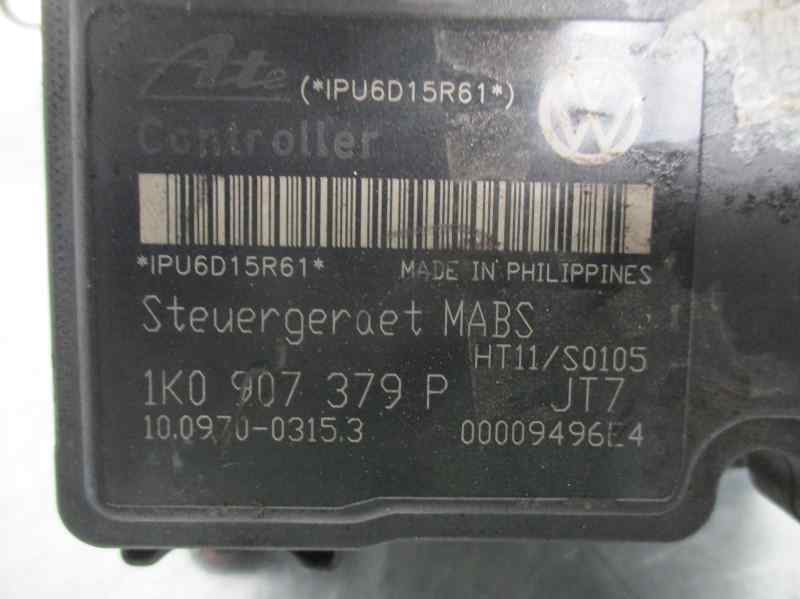 Ate (*IPU6D15R61*)
Controller
*IPU6D15R61* MADE IN PHILIPPINES
Steuergeraet MABS
HT11/S0105
1K0 907 379 P JT7
10.0970-0315.3 00009496E4